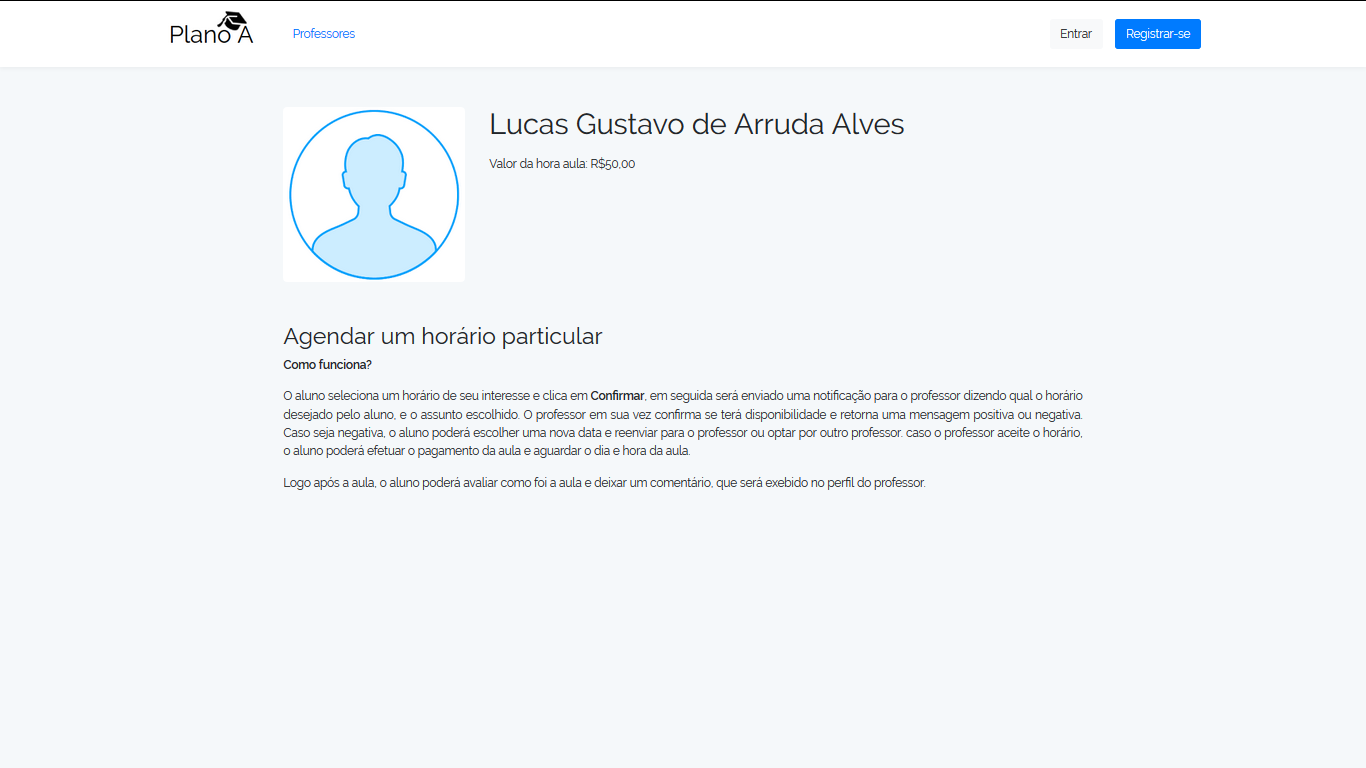 Plano A
Professores
Entrar
Registrar-se
Lucas Gustavo de Arruda Alves
Valor da hora aula: R$50,00
Agendar um horário particular
Como funciona?
O aluno seleciona um horário de seu interesse e clica em Confirmar, em seguida será enviado uma notificação para o professor dizendo qual o horário
desejado pelo aluno, e o assunto escolhido. O professor em sua vez confirma se terá disponibilidade e retorna uma mensagem positiva ou negativa.
Caso seja negativa, o aluno poderá escolher uma nova data e reenviar para o professor ou optar por outro professor. caso o professor aceite o horário,
o aluno poderá efetuar o pagamento da aula e aguardar o dia e hora da aula.
Logo após a aula, o aluno poderá avaliar como foi a aula e deixar um comentário, que será exebido no perfil do professor.